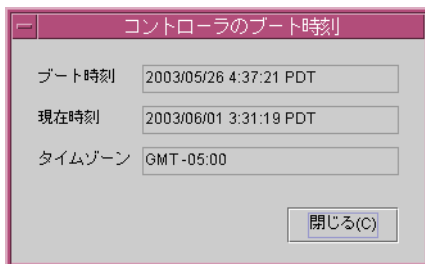 コントローラのブート時刻
ブート時刻 2003/05/26 4:37:21 PDT
現在時刻 2003/06/01 3:31:19 PDT
タイムゾーン GMT-05:00
閉じる(C)